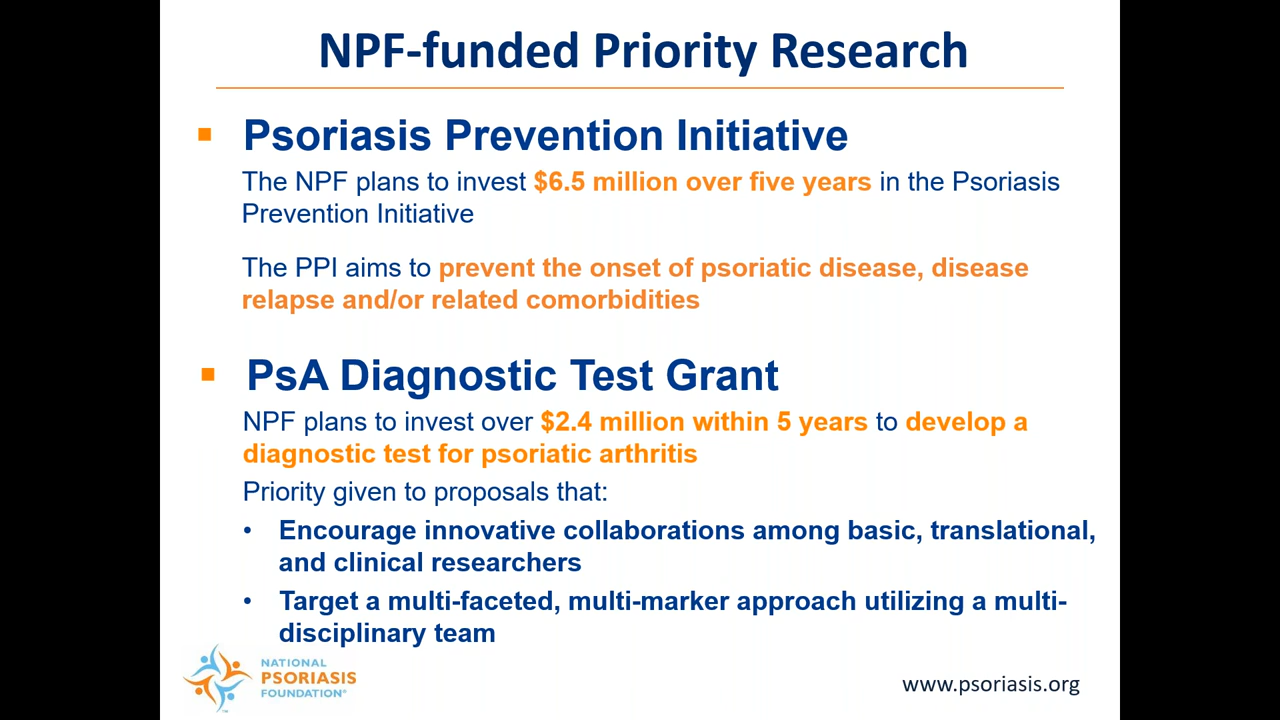 NPF-funded Priority Research
▪ Psoriasis Prevention Initiative
The NPF plans to invest $6.5 million over five years in the Psoriasis
Prevention Initiative
The PPI aims to prevent the onset of psoriatic disease, disease
relapse and/or related comorbidities
▪ PsA Diagnostic Test Grant
NPF plans to invest over $2.4 million within 5 years to develop a
diagnostic test for psoriatic arthritis
Priority given to proposals that:
• Encourage innovative collaborations among basic, translational,
and clinical researchers
• Target a multi-faceted, multi-marker approach utilizing a multi-
disciplinary team
NATIONAL
PSORIASIS
FOUNDATION®
™
www.psoriasis.org